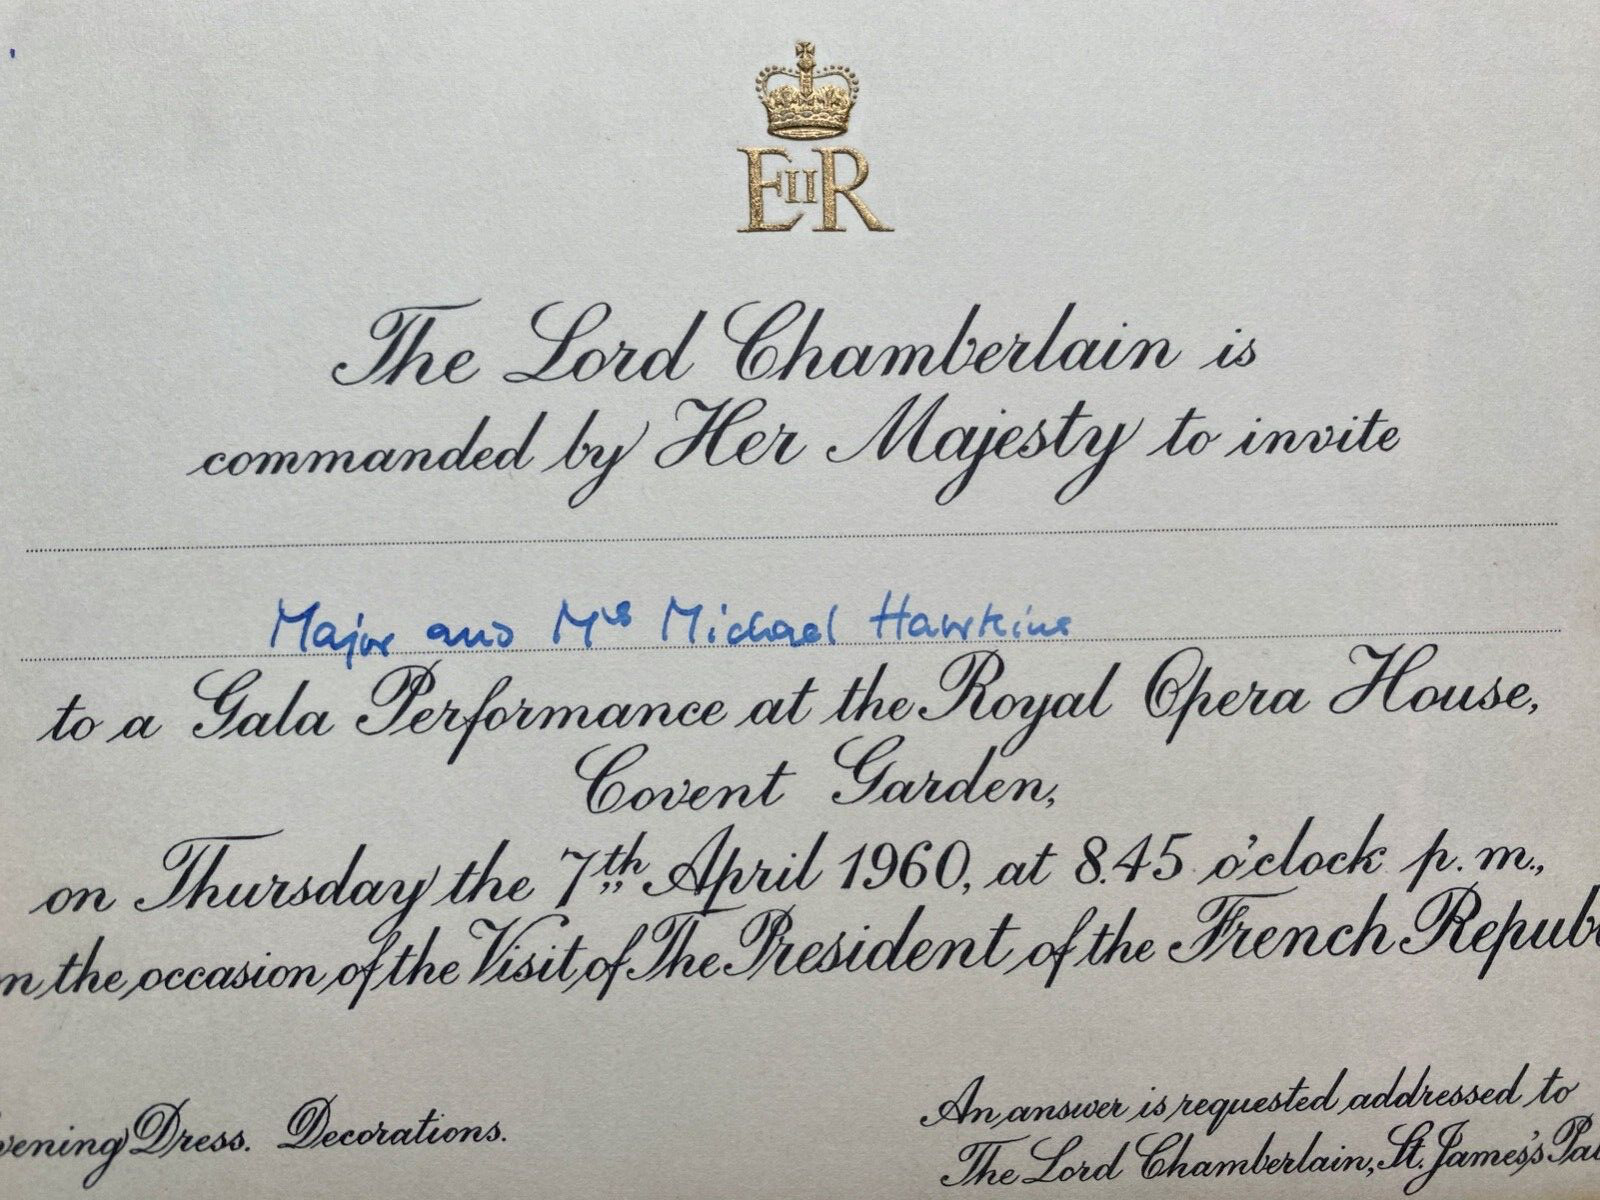 EIIR
The Lord Chamberlain is
commanded by Her Majesty to invite
Major and Mrs Michael Hawkins
to a Gala Performance at the Royal Opera House,
Covent Garden,
on Thursday the 7th April 1960, at 8.45 o'clock p.m.,
n the occasion of the Visit of The President of the French Republ
vening Dress. Decorations.
An answer is requested addressed to
The Lord Chamberlain, St. James's Pal